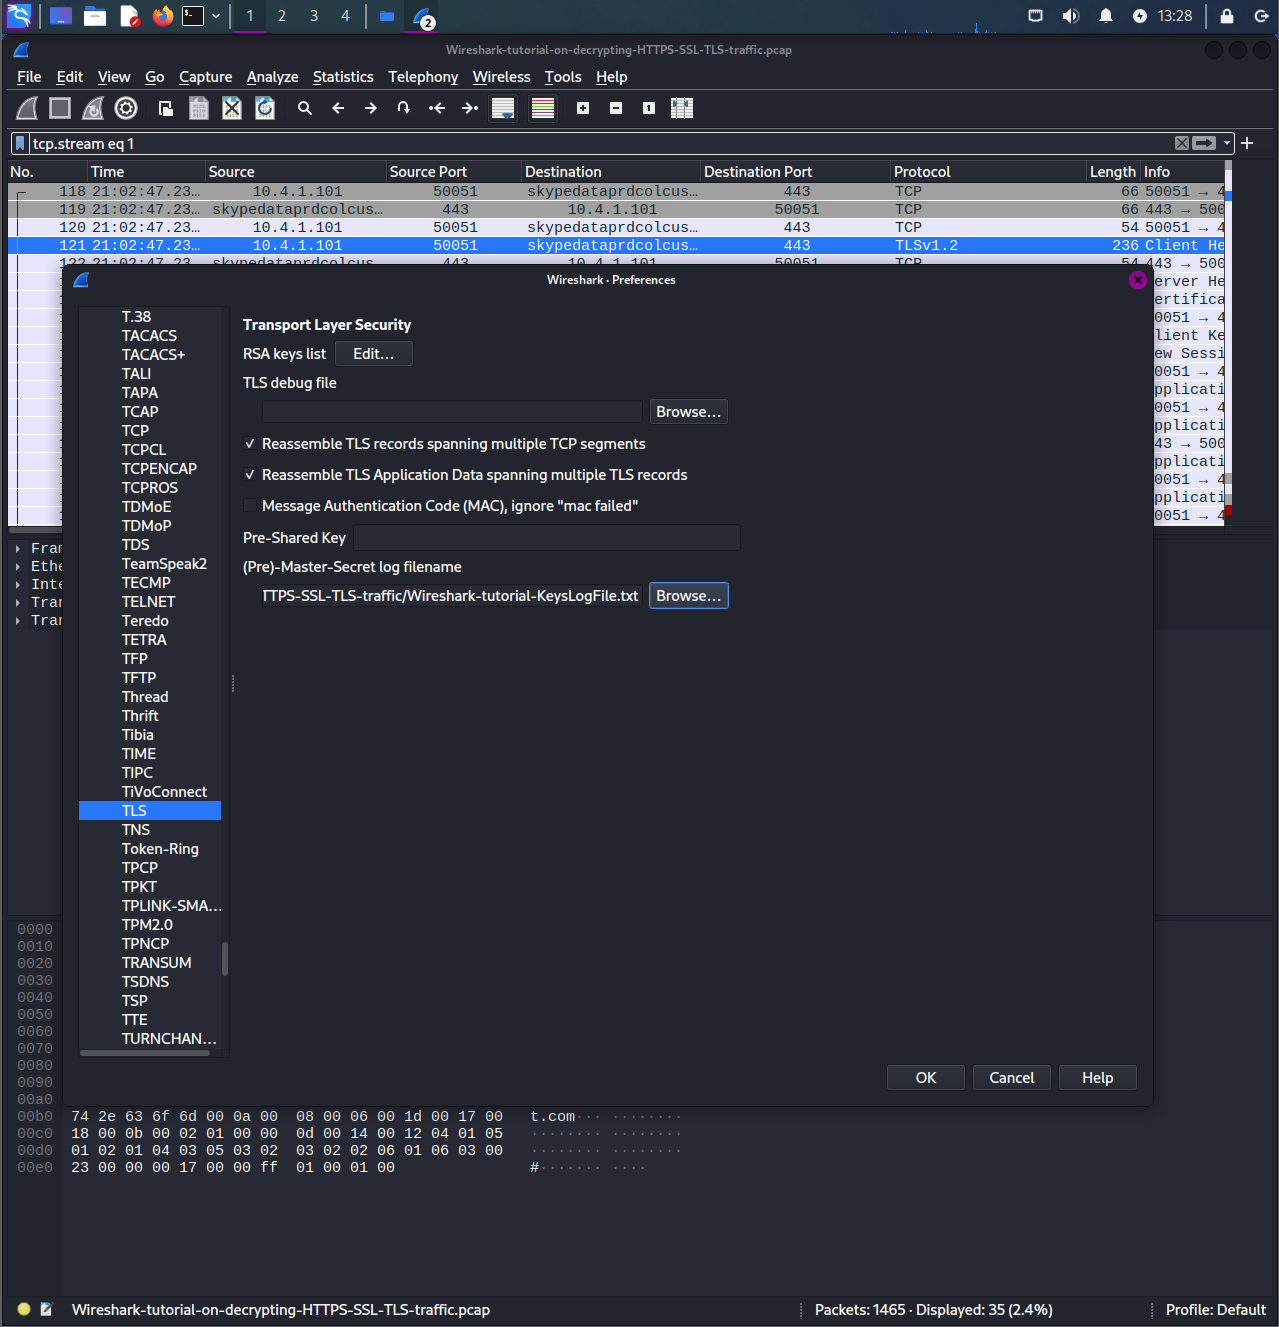 1 2 3 4 2 13:28
Wireshark-tutorial-on-decrypting-HTTPS-SSL-TLS-traffic.pcap
File Edit View Go Capture Analyze Statistics Telephony Wireless Tools Help
tcp.stream eq 1
No. Time Source Source Port Destination Destination Port Protocol Length Info
118 21:02:47.23… 10.4.1.101 50051 skypedataprdcolcus… 443 TCP 66 50051 → 4
119 21:02:47.23… skypedataprdcolcus… 443 10.4.1.101 50051 TCP 66 443 → 500
120 21:02:47.23… 10.4.1.101 50051 skypedataprdcolcus… 443 TCP 54 50051 → 4
121 21:02:47.23… 10.4.1.101 50051 skypedataprdcolcus… 443 TLSv1.2 236 Client He
122 21:02:47.23… skypedataprdcolcus 443 10.4.1.101 50051 TCP 54 443 → 500
erver He
ertifica
0051 → 4
lient Ke
ew Sessi
0051 → 4
pplicati
0051 → 4
pplicati
43 → 500
pplicati
0051 → 4
pplicati
0051 → 4
Wireshark · Preferences
T.38
TACACS
TACACS+
TALI
TAPA
TCAP
TCP
TCPCL
TCPENCAP
TCPROS
TDMoE
TDMoP
TDS
TeamSpeak2
TECMP
TELNET
Teredo
TETRA
TFP
TFTP
Thread
Thrift
Tibia
TIME
TIPC
TiVoConnect
TLS
TNS
Token-Ring
TPCP
TPKT
TPLINK-SMA…
TPM2.0
TPNCP
TRANSUM
TSDNS
TSP
TTE
TURNCHAN…
Transport Layer Security
RSA keys list Edit…
TLS debug file
Browse…
Reassemble TLS records spanning multiple TCP segments
Reassemble TLS Application Data spanning multiple TLS records
Message Authentication Code (MAC), ignore "mac failed"
Pre-Shared Key
(Pre)-Master-Secret log filename
TTPS-SSL-TLS-traffic/Wireshark-tutorial-KeysLogFile.txt Browse…
OK Cancel Help
Fram
Ethe
Inte
Tran
Tran
0000
0010
0020
0030
0040
0050
0060
0070
0080
0090
00a0
00b0 74 2e 63 6f 6d 00 0a 00 08 00 06 00 1d 00 17 00 t.com··· ········
00c0 18 00 0b 00 02 01 00 00 0d 00 14 00 12 04 01 05 ········ ········
00d0 01 02 01 04 03 05 03 02 03 02 02 06 01 06 03 00 ········ ········
00e0 23 00 00 00 17 00 00 ff 01 00 01 00 #······· ····
Wireshark-tutorial-on-decrypting-HTTPS-SSL-TLS-traffic.pcap Packets: 1465 · Displayed: 35 (2.4%) Profile: Default